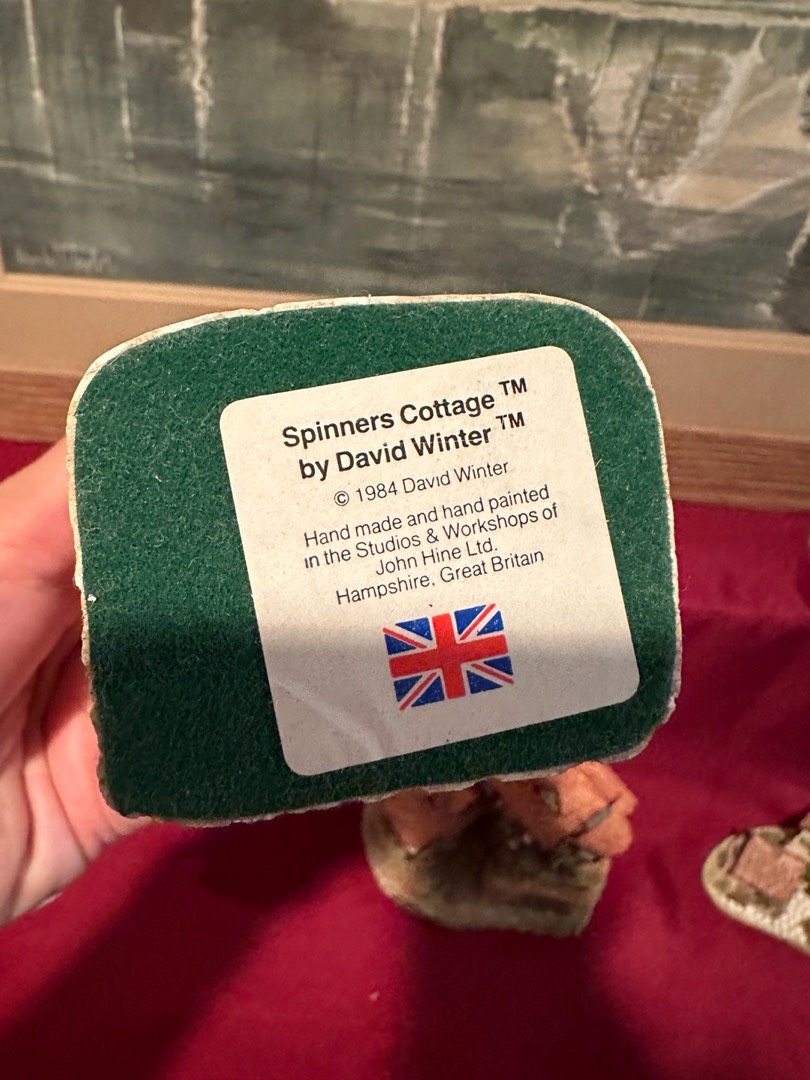 Spinners Cottage ™
by David Winter ™
© 1984 David Winter
Hand made and hand painted
in the Studios & Workshops of
John Hine Ltd.
Hampshire, Great Britain